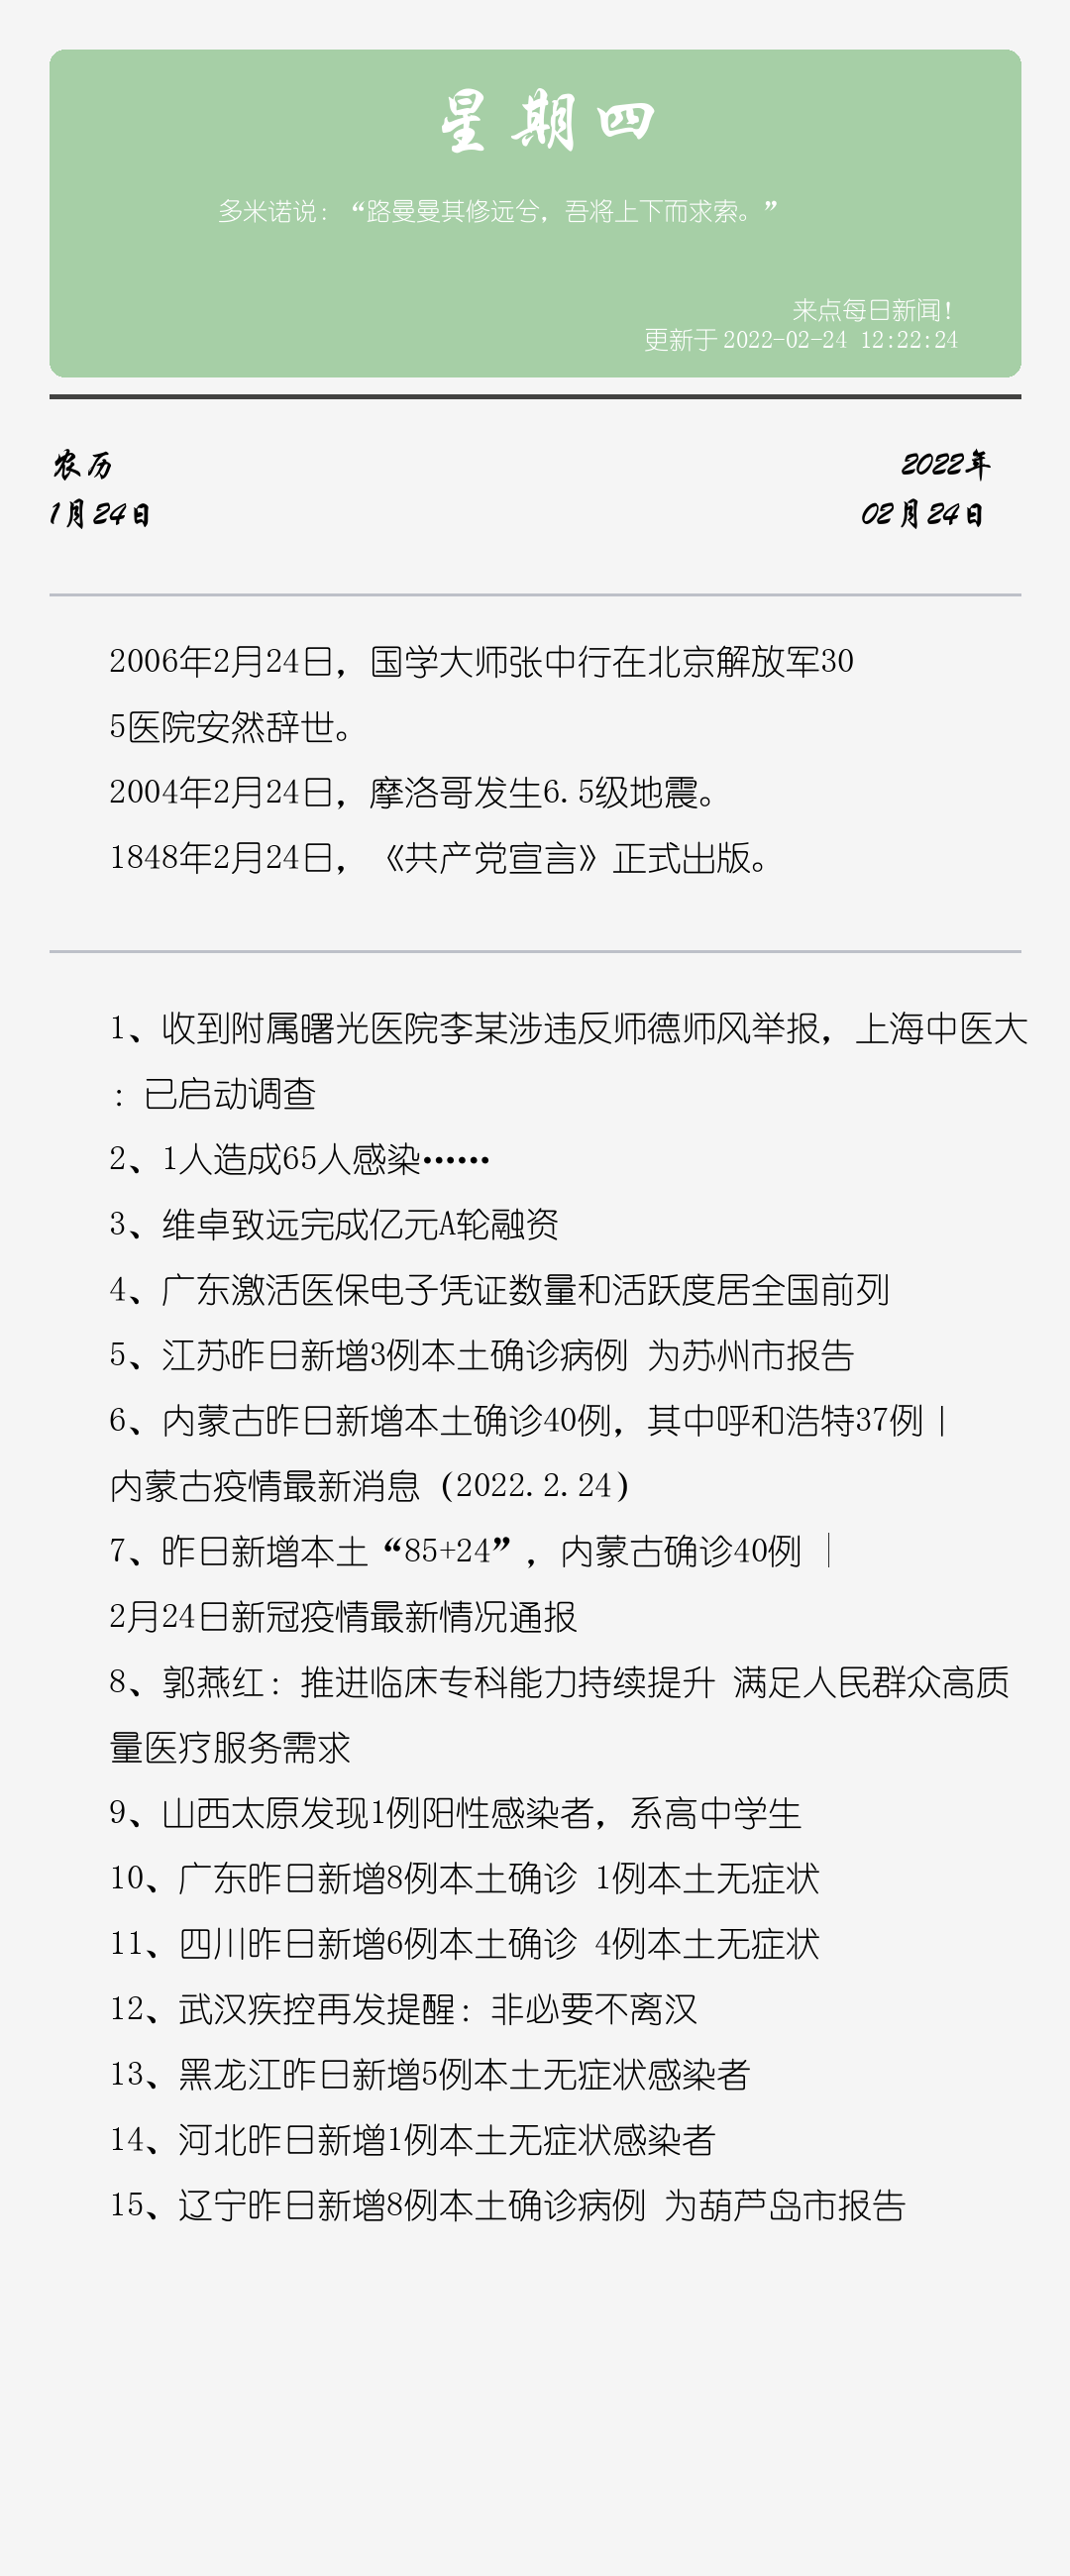 星期四
多米诺说：“路曼曼其修远兮，吾将上下而求索。”
来点每日新闻！
更新于2022-02-24 12:22:24
农历
2022年
1月24日
02月24日
2006年2月24日，国学大师张中行在北京解放军30
5医院安然辞世。
2004年2月24日，摩洛哥发生6.5级地震。
1848年2月24日，《共产党宣言》正式出版。
1、收到附属曙光医院李某涉违反师德师风举报，上海中医大
：已启动调查
2、1人造成65人感染……
3、维卓致远完成亿元A轮融资
4、广东激活医保电子凭证数量和活跃度居全国前列
5、江苏昨日新增3例本土确诊病例 为苏州市报告
6、内蒙古昨日新增本土确诊40例，其中呼和浩特37例 |
内蒙古疫情最新消息（2022.2.24）
7、昨日新增本土“85+24”，内蒙古确诊40例 ｜
2月24日新冠疫情最新情况通报
8、郭燕红：推进临床专科能力持续提升 满足人民群众高质
量医疗服务需求
9、山西太原发现1例阳性感染者，系高中学生
10、广东昨日新增8例本土确诊 1例本土无症状
11、四川昨日新增6例本土确诊 4例本土无症状
12、武汉疾控再发提醒：非必要不离汉
13、黑龙江昨日新增5例本土无症状感染者
14、河北昨日新增1例本土无症状感染者
15、辽宁昨日新增8例本土确诊病例 为葫芦岛市报告